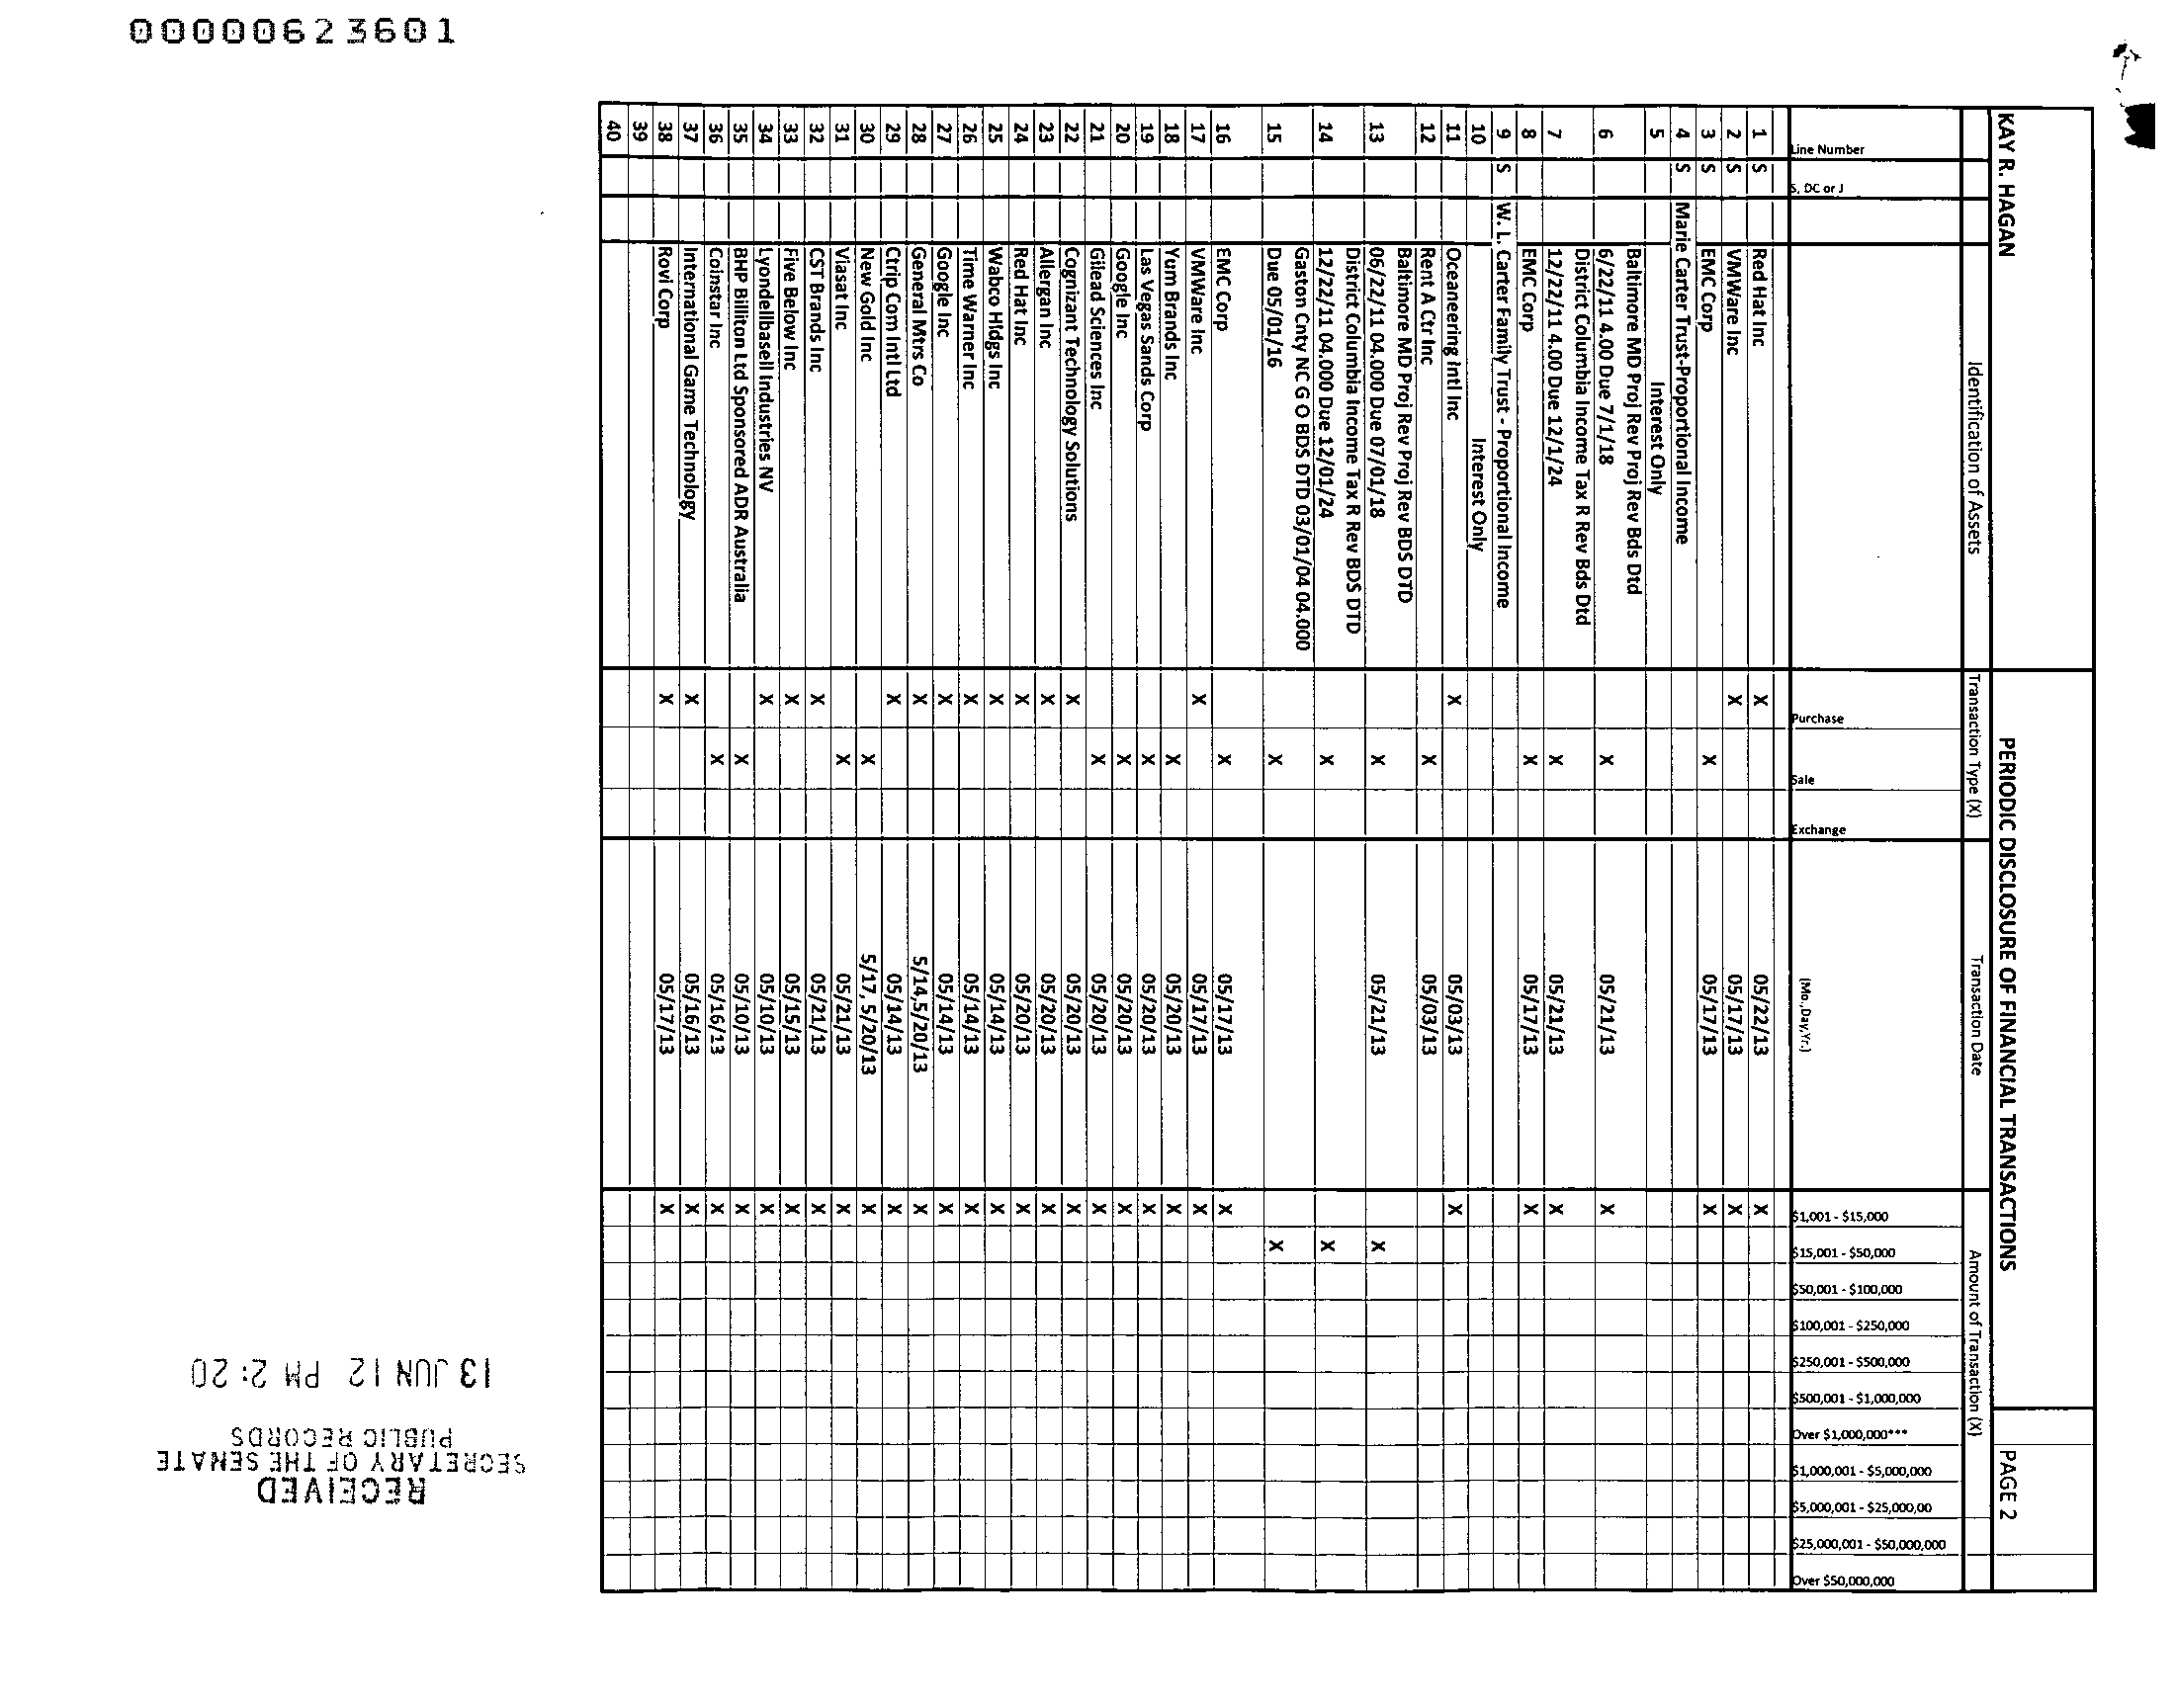 00000623601
KAY R. HAGAN PERIODIC DISCLOSURE OF FINANCIAL TRANSACTIONS PAGE 2
Identification of Assets Transaction Type (X) Transaction Date Amount of Transaction (X)
Line Number S, DC or J Purchase Sale Exchange (Mo.,Day,Yr.) $1,001 - $15,000 $15,001 - $50,000 $50,001 - $100,000 $100,001 - $250,000 $250,001 - $500,000 $500,001 - $1,000,000 Over $1,000,000*** $1,000,001 - $5,000,000 $5,000,001 - $25,000,00 $25,000,001 - $50,000,000 Over $50,000,000
1 S Red Hat Inc X 05/22/13 X
2 S VMWare Inc X 05/17/13 X
3 S EMC Corp X 05/17/13 X
4 S Marie Carter Trust-Proportional Income
5 Interest Only
Baltimore MD Proj Rev Proj Rev Bds Dtd
6 6/22/11 4.00 Due 7/1/18 X 05/21/13 X
District Columbia Income Tax R Rev Bds Dtd
7 12/22/11 4.00 Due 12/1/24 X 05/21/13 X
8 EMC Corp X 05/17/13 X
9 S W. L. Carter Family Trust - Proportional Income
10 Interest Only
11 Oceaneering Intl Inc X 05/03/13 X
12 Rent A Ctr Inc X 05/03/13
Baltimore MD Proj Rev Proj Rev BDS DTD
13 06/22/11 04.000 Due 07/01/18 X 05/21/13 X
District Columbia Income Tax R Rev BDS DTD
14 12/22/11 04.000 Due 12/01/24 X X
Gaston Cnty NC G O BDS DTD 03/01/04 04.000
15 Due 05/01/16 X X
16 EMC Corp X 05/17/13 X
17 VMWare Inc X 05/17/13 X
18 Yum Brands Inc X 05/20/13 X
19 Las Vegas Sands Corp X 05/20/13 X
20 Google Inc X 05/20/13 X
21 Gilead Sciences Inc X 05/20/13 X
22 Cognizant Technology Solutions X 05/20/13 X
23 Allergan Inc X 05/20/13 X
24 Red Hat Inc X 05/20/13 X
25 Wabco Hldgs Inc X 05/14/13 X
26 Time Warner Inc X 05/14/13 X
27 Google Inc X 05/14/13 X
28 General Mtrs Co X 5/14,5/20/13 X
29 Ctrip Com Intl Ltd X 05/14/13 X
30 New Gold Inc X 5/17, 5/20/13 X
31 Viasat Inc X 05/21/13 X
32 CST Brands Inc X 05/21/13 X
33 Five Below Inc X 05/15/13 X
34 Lyondellbasell Industries NV X 05/10/13 X
35 BHP Billiton Ltd Sponsored ADR Australia X 05/10/13 X
36 Coinstar Inc X 05/16/13 X
37 International Game Technology X 05/16/13 X
38 Rovi Corp X 05/17/13 X
39
40
RECEIVED
SECRETARY OF THE SENATE
PUBLIC RECORDS
13 JUN 12 PM 2:20